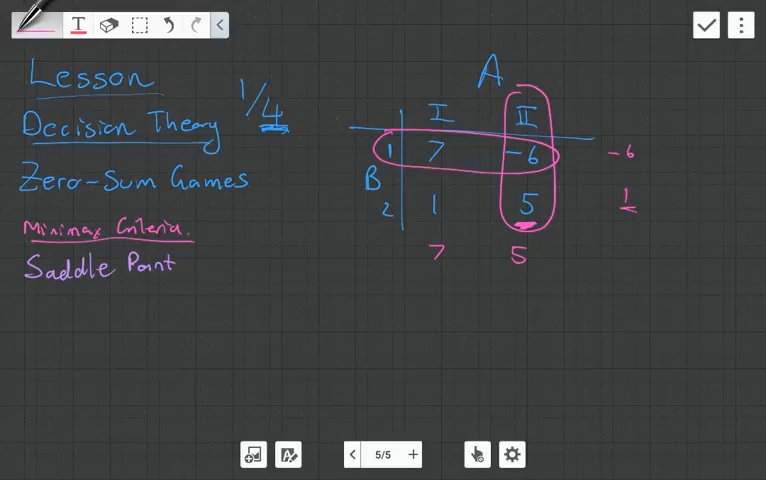 T
Lesson
Decision Theory
Zero-Sum Games
Minimax Criteria.
Saddle Point
1/4
A
I II
1 7 -6 -6
B
2 1 5 1
7 5
5/5